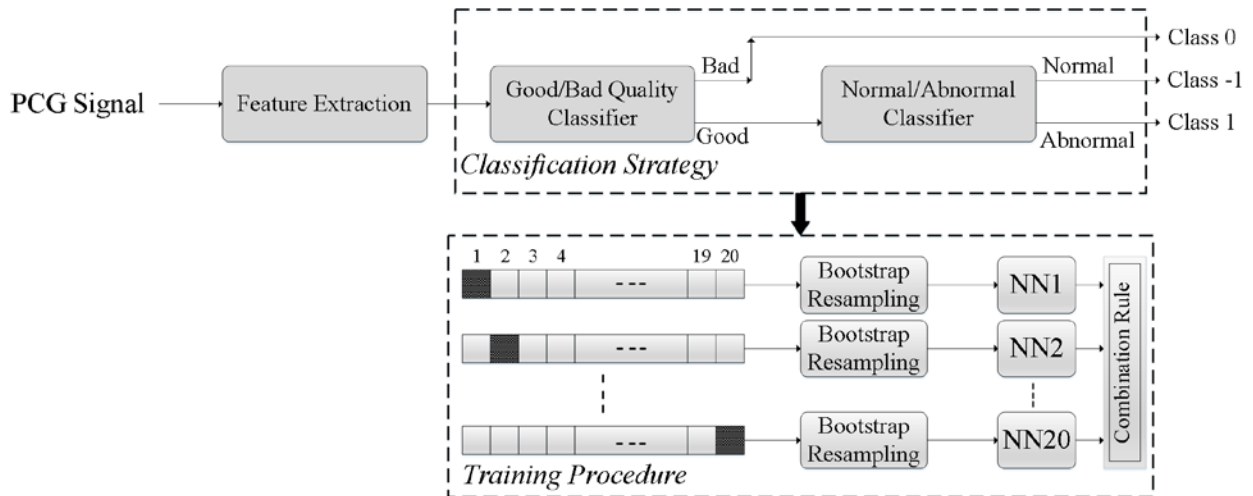 PCG Signal
Feature Extraction
Good/Bad Quality
Classifier
Bad
Good
Normal/Abnormal
Classifier
Normal
Abnormal
Class 0
Class -1
Class 1
Classification Strategy
1 2 3 4 19 20
Bootstrap
Resampling
NN1
Bootstrap
Resampling
NN2
Bootstrap
Resampling
NN20
Combination Rule
Training Procedure